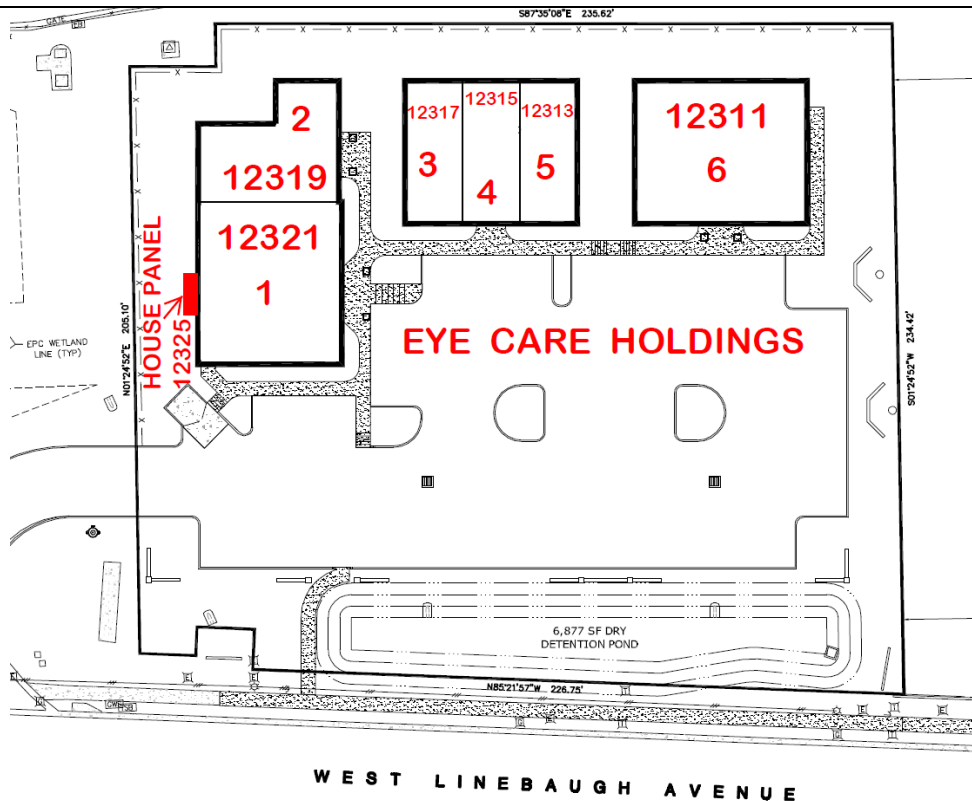 S87°35'08"E 235.62'
GATE
EB
2
12319
12321
1
12317
12315
12313
3
4
5
12311
6
HOUSE PANEL
12325
N01°24'52"E 205.10'
EPC WETLAND
LINE (TYP)
EYE CARE HOLDINGS
S01°24'52"W 234.42'
6,877 SF DRY
DETENTION POND
N85°21'57"W 226.75'
WEST LINEBAUGH AVENUE